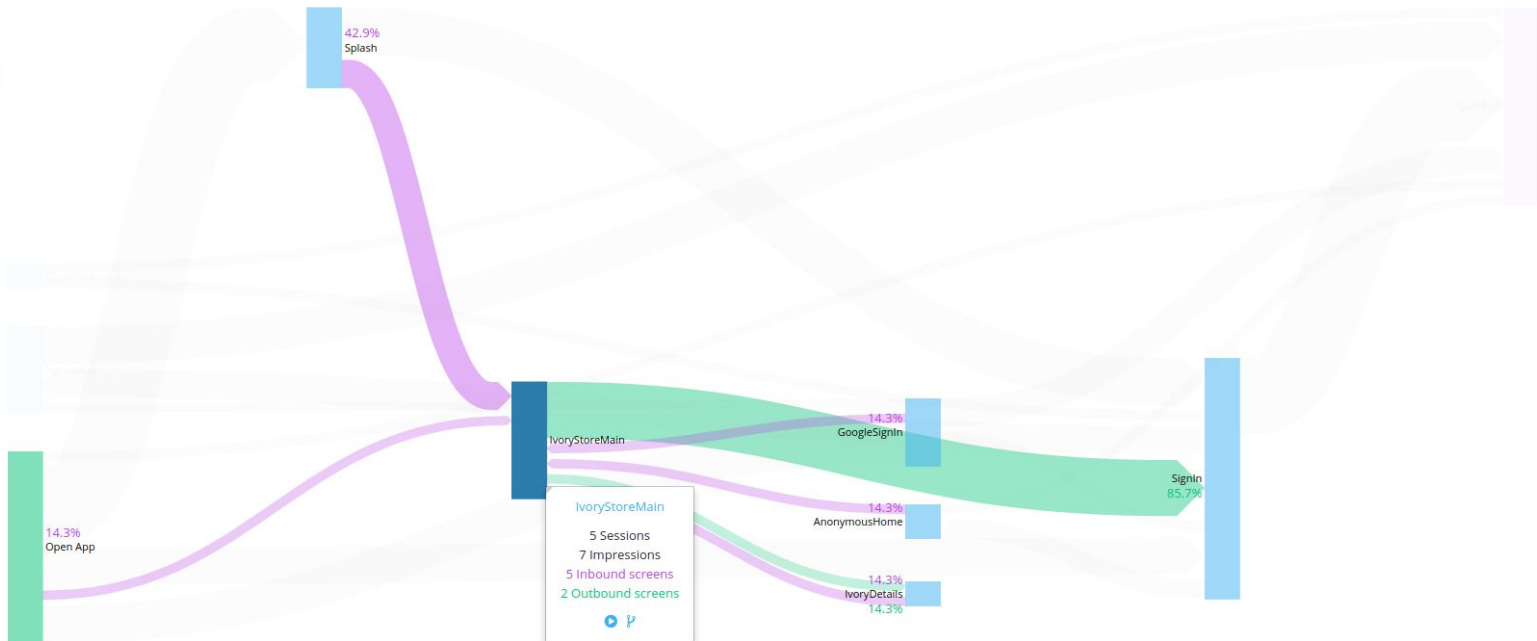 42.9%
Splash
IvoryStoreMain
14.3%
GoogleSignIn
SignIn
85.7%
14.3%
AnonymousHome
14.3%
Open App
IvoryStoreMain
5 Sessions
7 Impressions
5 Inbound screens
2 Outbound screens
14.3%
IvoryDetails
14.3%